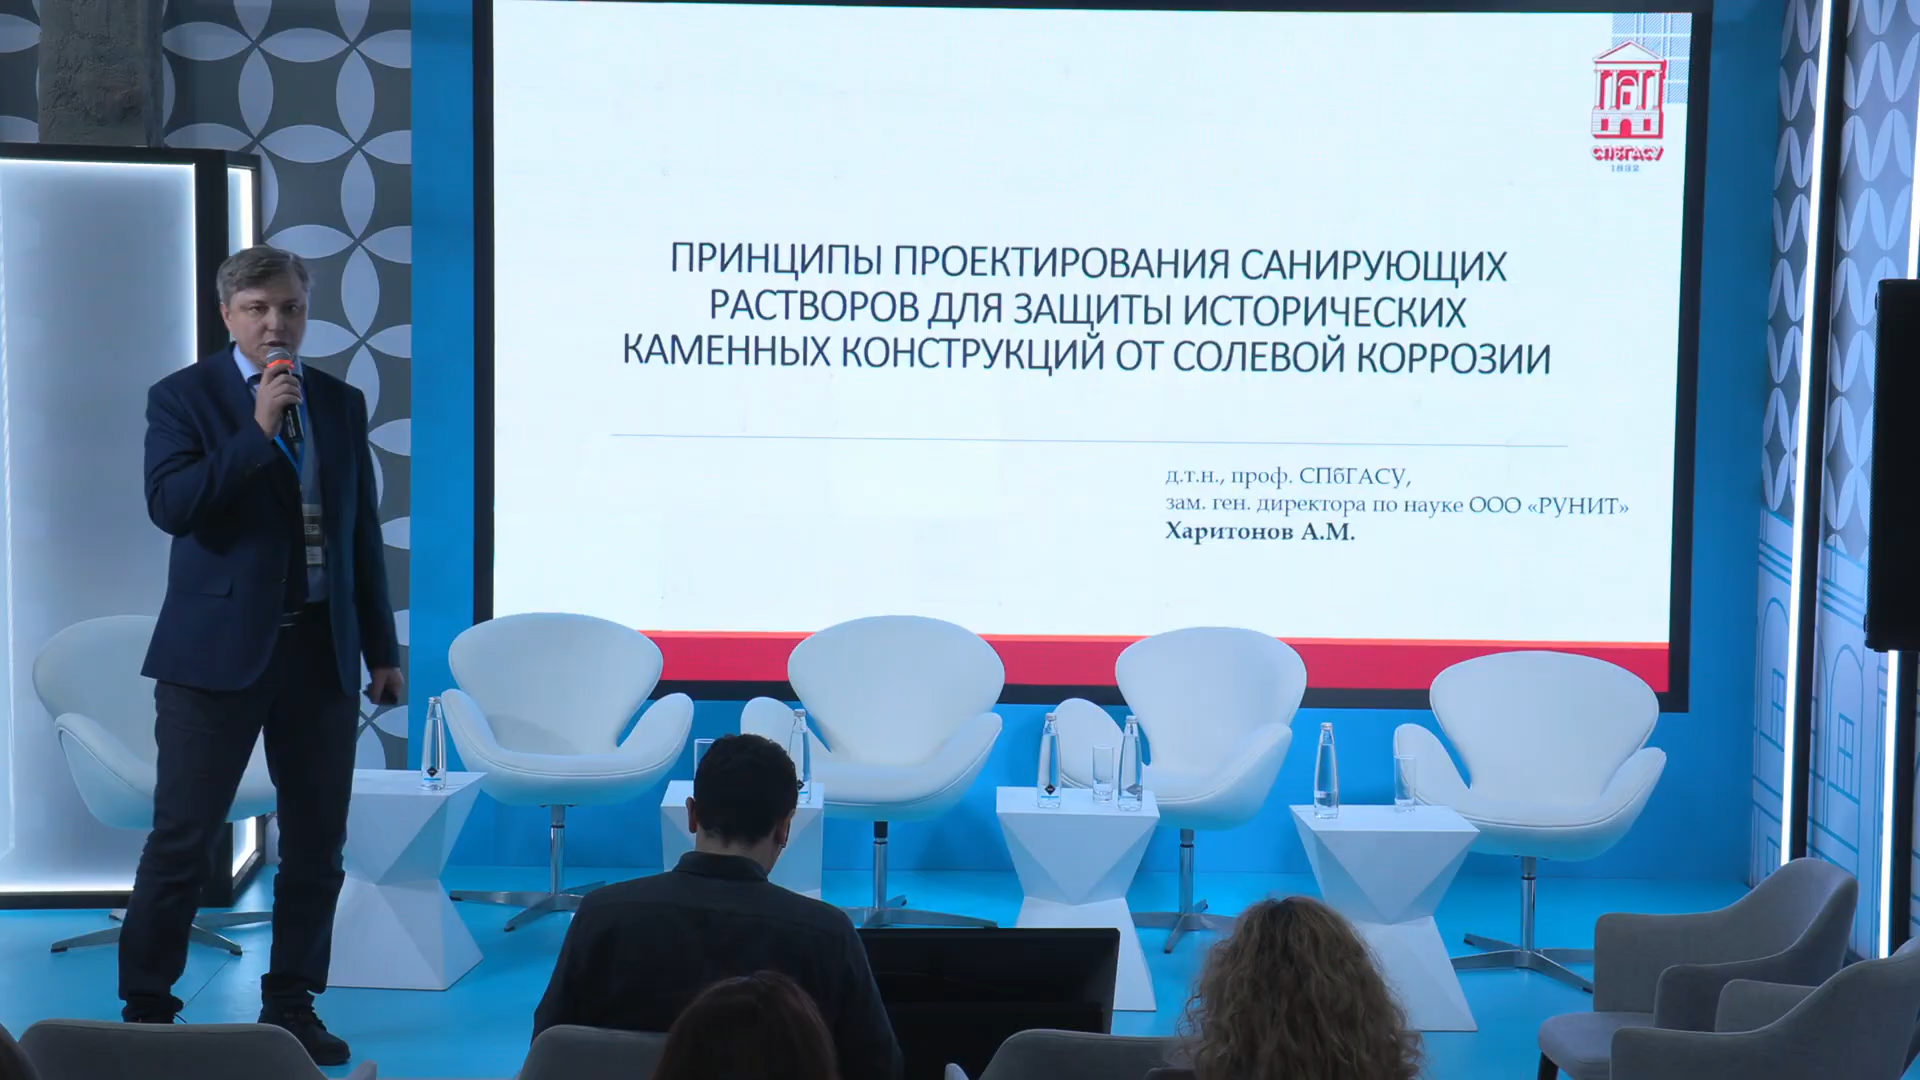 СПбГАСУ
1832
ПРИНЦИПЫ ПРОЕКТИРОВАНИЯ САНИРУЮЩИХ
РАСТВОРОВ ДЛЯ ЗАЩИТЫ ИСТОРИЧЕСКИХ
КАМЕННЫХ КОНСТРУКЦИЙ ОТ СОЛЕВОЙ КОРРОЗИИ
д.т.н., проф. СПбГАСУ,
зам. ген. директора по науке ООО «РУНИТ»
Харитонов А.М.